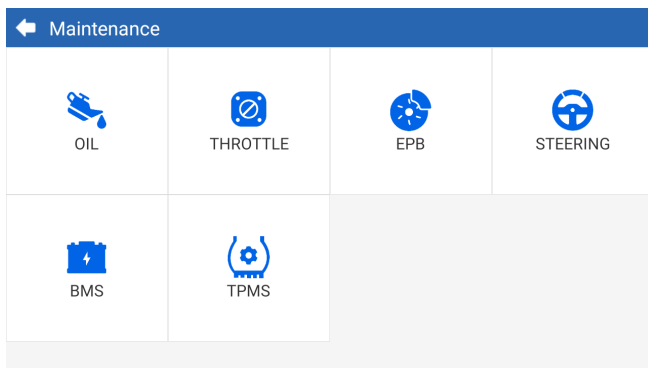 Maintenance
OIL
THROTTLE
EPB
STEERING
BMS
TPMS